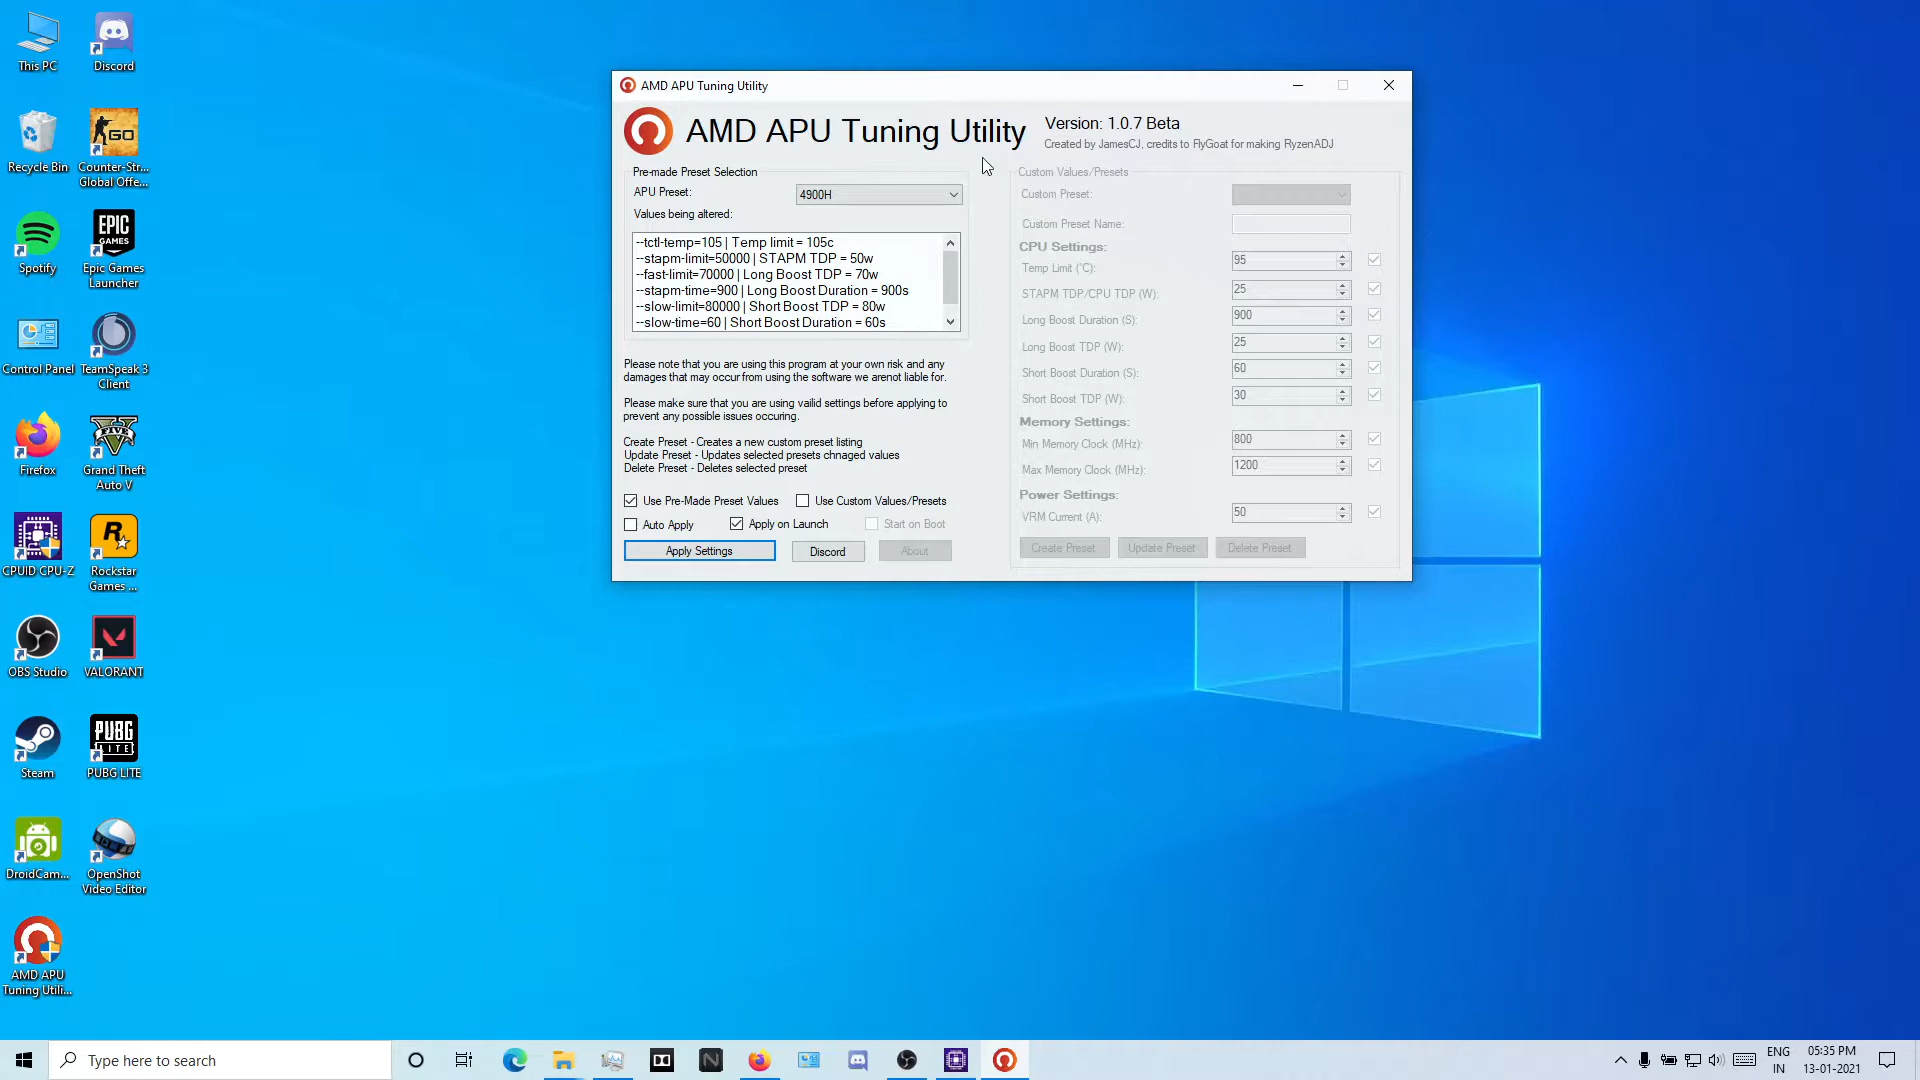 This PC
Discord
Recycle Bin
Counter-Str...
Global Offe...
Spotify
EPIC
GAMES
Epic Games
Launcher
Control Panel
TeamSpeak 3
Client
Firefox
Grand Theft
Auto V
CPUID CPU-Z
Rockstar
Games ...
OBS Studio
VALORANT
Steam
PUBG
LITE
PUBG LITE
DroidCam...
OpenShot
Video Editor
AMD APU
Tuning Utili...
AMD APU Tuning Utility
AMD APU Tuning Utility
Version: 1.0.7 Beta
Created by JamesCJ, credits to FlyGoat for making RyzenADJ
Pre-made Preset Selection
APU Preset:
4900H
Values being altered:
--tctl-temp=105 | Temp limit = 105c
--stapm-limit=50000 | STAPM TDP = 50w
--fast-limit=70000 | Long Boost TDP = 70w
--stapm-time=900 | Long Boost Duration = 900s
--slow-limit=80000 | Short Boost TDP = 80w
--slow-time=60 | Short Boost Duration = 60s
Please note that you are using this program at your own risk and any
damages that may occur from using the software we arenot liable for.
Please make sure that you are using vailid settings before applying to
prevent any possible issues occuring.
Create Preset - Creates a new custom preset listing
Update Preset - Updates selected presets chnaged values
Delete Preset - Deletes selected preset
Use Pre-Made Preset Values
Use Custom Values/Presets
Auto Apply
Apply on Launch
Start on Boot
Apply Settings
Discord
About
Custom Values/Presets
Custom Preset:
Custom Preset Name:
CPU Settings:
Temp Limit (°C):
95
STAPM TDP/CPU TDP (W):
25
Long Boost Duration (S):
900
Long Boost TDP (W):
25
Short Boost Duration (S):
60
Short Boost TDP (W):
30
Memory Settings:
Min Memory Clock (MHz):
800
Max Memory Clock (MHz):
1200
Power Settings:
VRM Current (A):
50
Create Preset
Update Preset
Delete Preset
Type here to search
ENG
IN
05:35 PM
13-01-2021